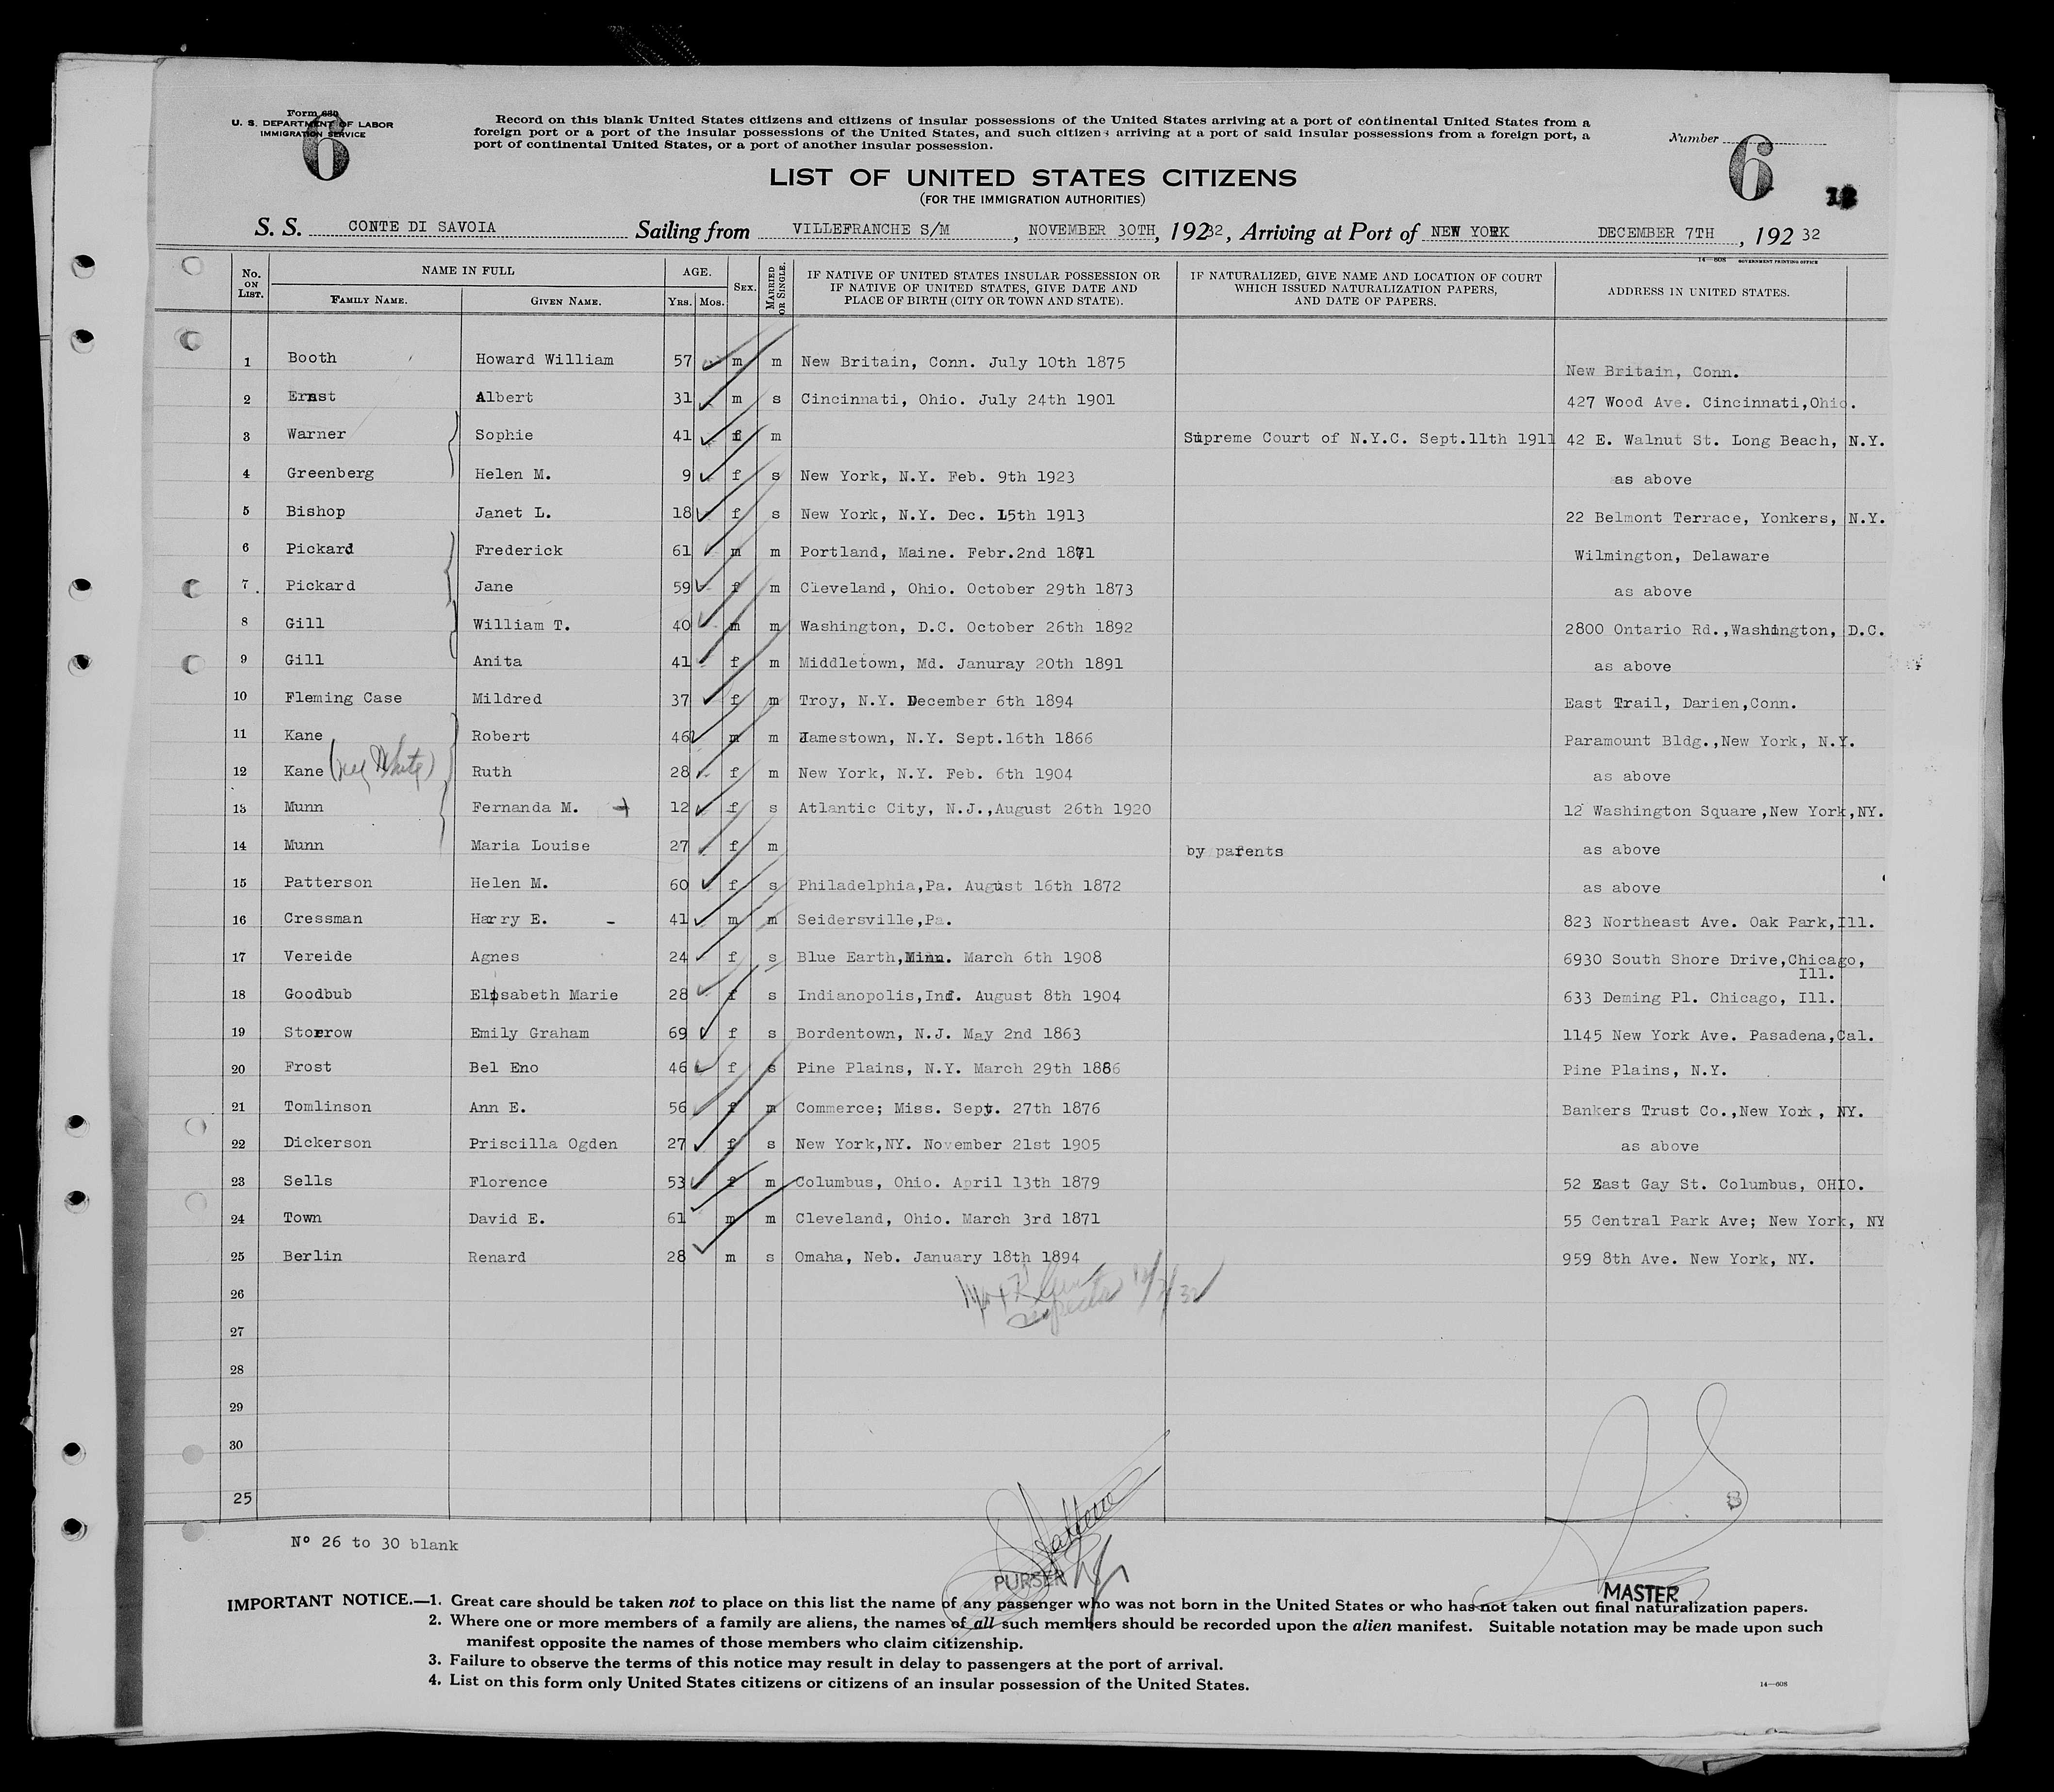 Form 630
U. S. DEPARTMENT OF LABOR
IMMIGRATION SERVICE
6
Record on this blank United States citizens and citizens of insular possessions of the United States arriving at a port of continental United States from a
foreign port or a port of the insular possessions of the United States, and such citizens arriving at a port of said insular possessions from a foreign port, a
port of continental United States, or a port of another insular possession.
Number 6
LIST OF UNITED STATES CITIZENS
(FOR THE IMMIGRATION AUTHORITIES)
S. S. CONTE DI SAVOIA Sailing from VILLEFRANCHE S/M, NOVEMBER 30TH, 19232, Arriving at Port of NEW YORK DECEMBER 7TH, 192 32
14—608 GOVERNMENT PRINTING OFFICE
No. ON LIST. NAME IN FULL FAMILY NAME. GIVEN NAME. AGE. YRS. MOS. SEX. MARRIED OR SINGLE. IF NATIVE OF UNITED STATES INSULAR POSSESSION OR IF NATIVE OF UNITED STATES, GIVE DATE AND PLACE OF BIRTH (CITY OR TOWN AND STATE). IF NATURALIZED, GIVE NAME AND LOCATION OF COURT WHICH ISSUED NATURALIZATION PAPERS, AND DATE OF PAPERS. ADDRESS IN UNITED STATES.
1 Booth Howard William 57 m m New Britain, Conn. July 10th 1875 New Britain, Conn.
2 Ernst Albert 31 m s Cincinnati, Ohio. July 24th 1901 427 Wood Ave. Cincinnati,Ohio.
3 Warner Sophie 41 f m Supreme Court of N.Y.C. Sept.11th 1911 42 E. Walnut St. Long Beach, N.Y.
4 Greenberg Helen M. 9 f s New York, N.Y. Feb. 9th 1923 as above
5 Bishop Janet L. 18 f s New York, N.Y. Dec. 15th 1913 22 Belmont Terrace, Yonkers, N.Y.
6 Pickard Frederick 61 m m Portland, Maine. Febr.2nd 1871 Wilmington, Delaware
7 Pickard Jane 59 f m Cleveland, Ohio. October 29th 1873 as above
8 Gill William T. 40 m m Washington, D.C. October 26th 1892 2800 Ontario Rd.,Washington, D.C.
9 Gill Anita 41 f m Middletown, Md. Januray 20th 1891 as above
10 Fleming Case Mildred 37 f m Troy, N.Y. December 6th 1894 East Trail, Darien,Conn.
11 Kane Robert 46 m m Jamestown, N.Y. Sept.16th 1866 Paramount Bldg.,New York, N.Y.
12 Kane (nee White) Ruth 28 f m New York, N.Y. Feb. 6th 1904 as above
13 Munn Fernanda M. 12 f s Atlantic City, N.J.,August 26th 1920 12 Washington Square,New York,NY.
14 Munn Maria Louise 27 f m by parents as above
15 Patterson Helen M. 60 f s Philadelphia,Pa. August 16th 1872 as above
16 Cressman Harry E. - 41 m m Seidersville,Pa. 823 Northeast Ave. Oak Park,Ill.
17 Vereide Agnes 24 f s Blue Earth,Minn. March 6th 1908 6930 South Shore Drive,Chicago,
Ill.
18 Goodbub Elisabeth Marie 28 f s Indianopolis,Ind. August 8th 1904 633 Deming Pl. Chicago, Ill.
19 Storrow Emily Graham 69 f s Bordentown, N.J. May 2nd 1863 1145 New York Ave. Pasadena,Cal.
20 Frost Bel Eno 46 f s Pine Plains, N.Y. March 29th 1886 Pine Plains, N.Y.
21 Tomlinson Ann E. 56 f m Commerce; Miss. Sept. 27th 1876 Bankers Trust Co.,New York, NY.
22 Dickerson Priscilla Ogden 27 f s New York,NY. November 21st 1905 as above
23 Sells Florence 53 f m Columbus, Ohio. April 13th 1879 52 East Gay St. Columbus, OHIO.
24 Town David E. 61 m m Cleveland, Ohio. March 3rd 1871 55 Central Park Ave; New York, NY
25 Berlin Renard 28 m s Omaha, Neb. January 18th 1894 959 8th Ave. New York, NY.
26
27
28
29
30
25
Nº 26 to 30 blank
PURSER
MASTER
IMPORTANT NOTICE.—1. Great care should be taken not to place on this list the name of any passenger who was not born in the United States or who has not taken out final naturalization papers.
2. Where one or more members of a family are aliens, the names of all such members should be recorded upon the alien manifest. Suitable notation may be made upon such
manifest opposite the names of those members who claim citizenship.
3. Failure to observe the terms of this notice may result in delay to passengers at the port of arrival.
4. List on this form only United States citizens or citizens of an insular possession of the United States.
14—608